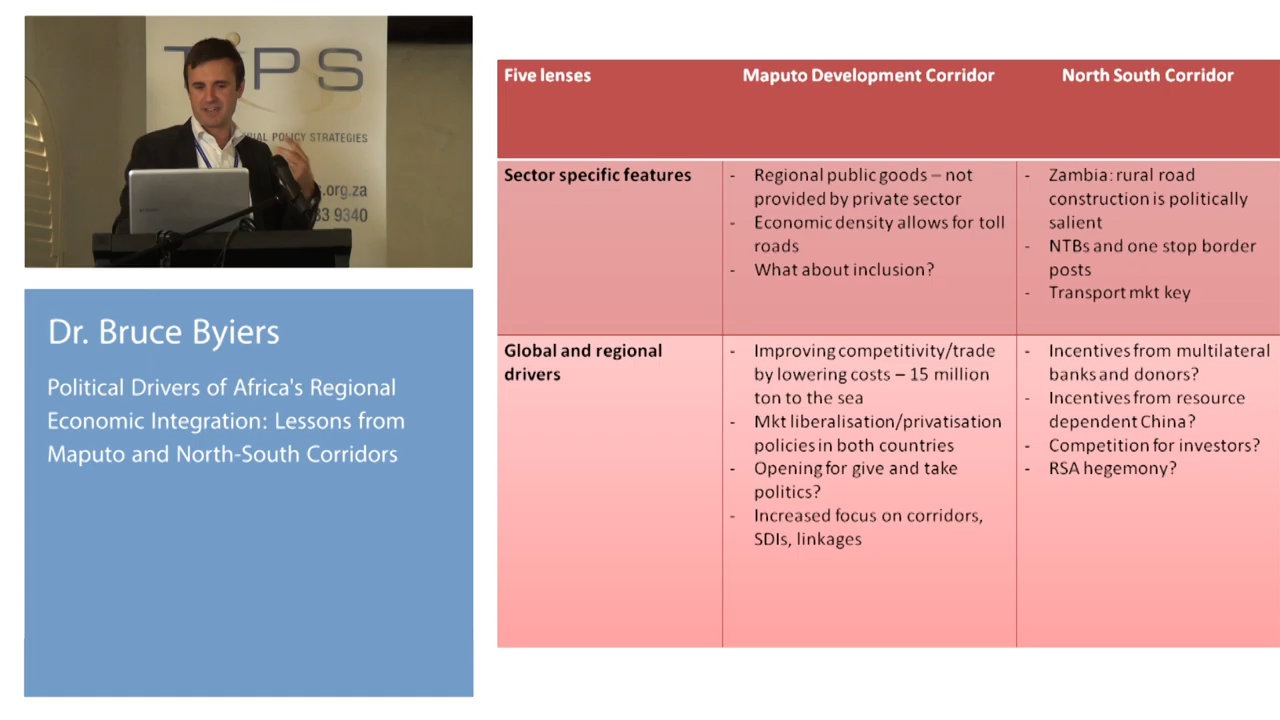 TIPS
IAL POLICY STRATEGIES
s.org.za
33 9340
Dr. Bruce Byiers
Political Drivers of Africa's Regional
Economic Integration: Lessons from
Maputo and North-South Corridors
Five lenses
Maputo Development Corridor
North South Corridor
Sector specific features
- Regional public goods – not
provided by private sector
- Economic density allows for toll
roads
- What about inclusion?
- Zambia: rural road
construction is politically
salient
- NTBs and one stop border
posts
- Transport mkt key
Global and regional
drivers
- Improving competitivity/trade
by lowering costs – 15 million
ton to the sea
- Mkt liberalisation/privatisation
policies in both countries
- Opening for give and take
politics?
- Increased focus on corridors,
SDIs, linkages
- Incentives from multilateral
banks and donors?
- Incentives from resource
dependent China?
- Competition for investors?
- RSA hegemony?